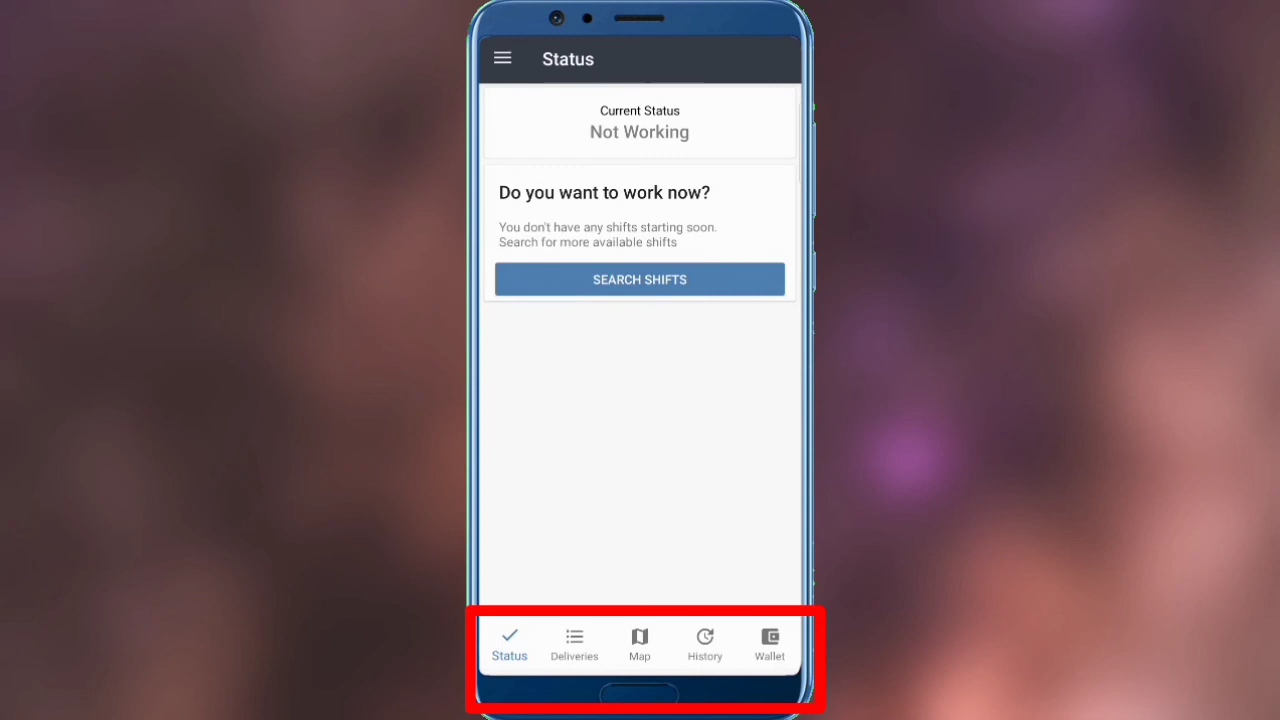 Status
Current Status
Not Working
Do you want to work now?
You don't have any shifts starting soon.
Search for more available shifts
SEARCH SHIFTS
Status
Deliveries
Map
History
Wallet